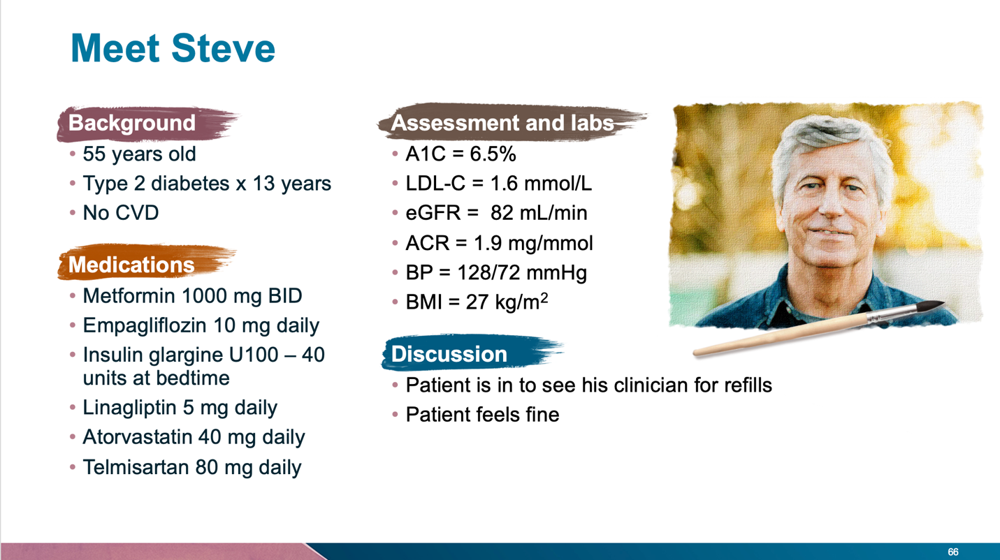 Meet Steve
Background
• 55 years old
• Type 2 diabetes x 13 years
• No CVD
Medications
• Metformin 1000 mg BID
• Empagliflozin 10 mg daily
• Insulin glargine U100 – 40
units at bedtime
• Linagliptin 5 mg daily
• Atorvastatin 40 mg daily
• Telmisartan 80 mg daily
Assessment and labs
• A1C = 6.5%
• LDL-C = 1.6 mmol/L
• eGFR =  82 mL/min
• ACR = 1.9 mg/mmol
• BP = 128/72 mmHg
• BMI = 27 kg/m²
Discussion
• Patient is in to see his clinician for refills
• Patient feels fine
66